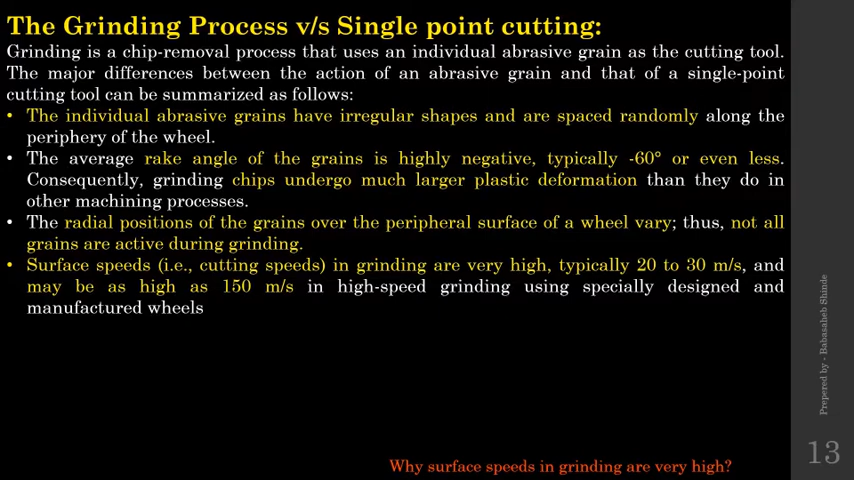 The Grinding Process v/s Single point cutting:
Grinding is a chip-removal process that uses an individual abrasive grain as the cutting tool.
The major differences between the action of an abrasive grain and that of a single-point
cutting tool can be summarized as follows:
• The individual abrasive grains have irregular shapes and are spaced randomly along the
periphery of the wheel.
• The average rake angle of the grains is highly negative, typically -60° or even less.
Consequently, grinding chips undergo much larger plastic deformation than they do in
other machining processes.
• The radial positions of the grains over the peripheral surface of a wheel vary; thus, not all
grains are active during grinding.
• Surface speeds (i.e., cutting speeds) in grinding are very high, typically 20 to 30 m/s, and
may be as high as 150 m/s in high-speed grinding using specially designed and
manufactured wheels
Why surface speeds in grinding are very high?
Prepered by - Babasaheb Shinde
13